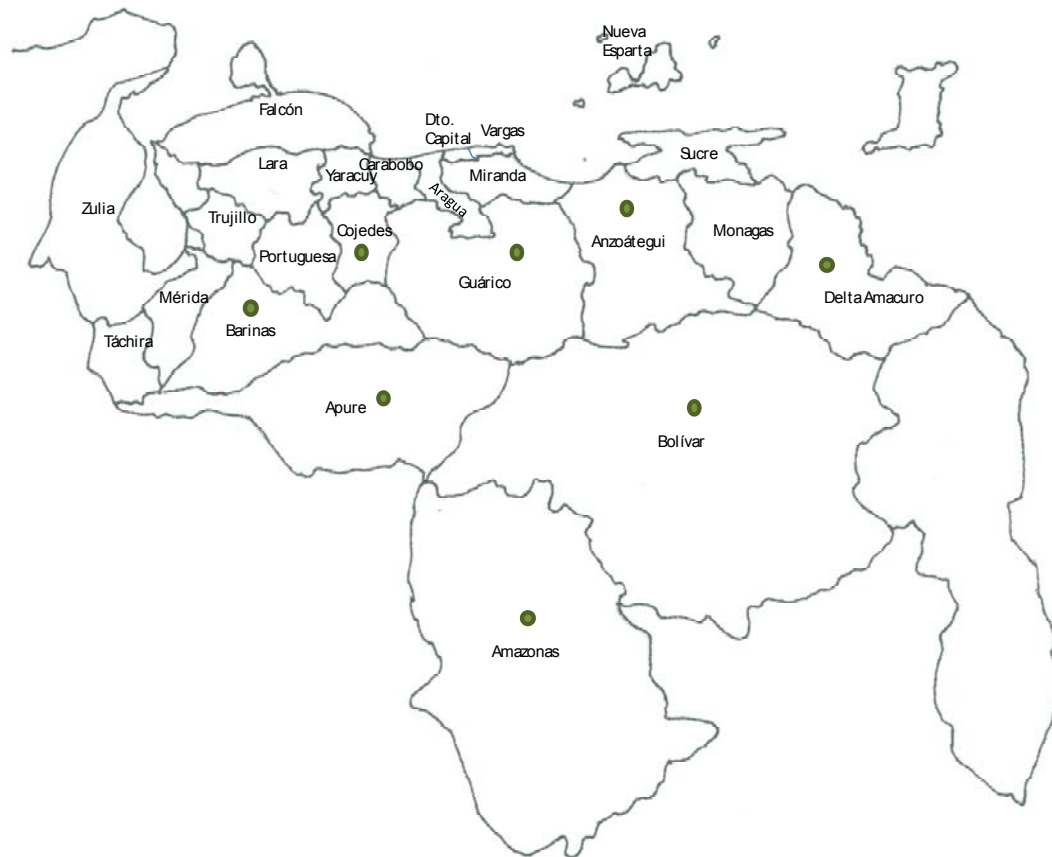 Nueva
Esparta
Falcón
Dto.
Capital
Vargas
Lara
Yaracuy
Carabobo
Aragua
Miranda
Sucre
Zulia
Trujillo
Cojedes
Portuguesa
Guárico
Anzoátegui
Monagas
Mérida
Delta Amacuro
Táchira
Barinas
Apure
Bolívar
Amazonas